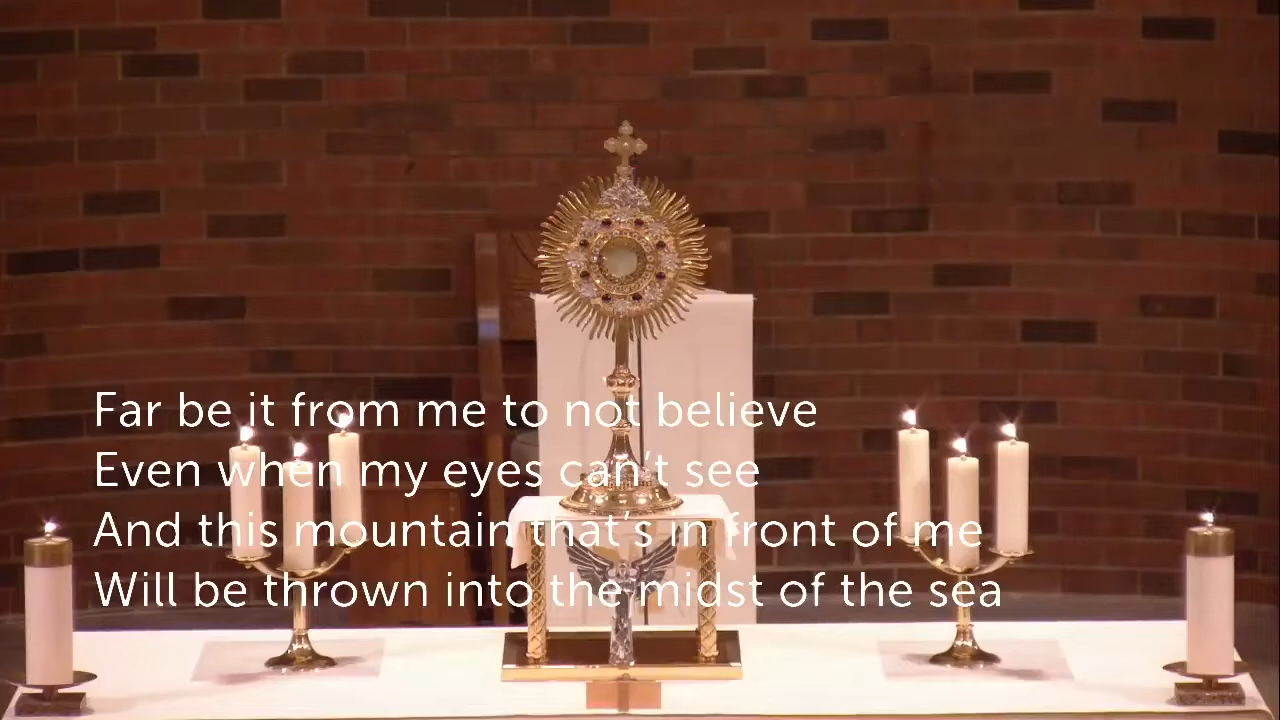 Far be it from me to not believe
Even when my eyes can't see
And this mountain that's in front of me
Will be thrown into the midst of the sea